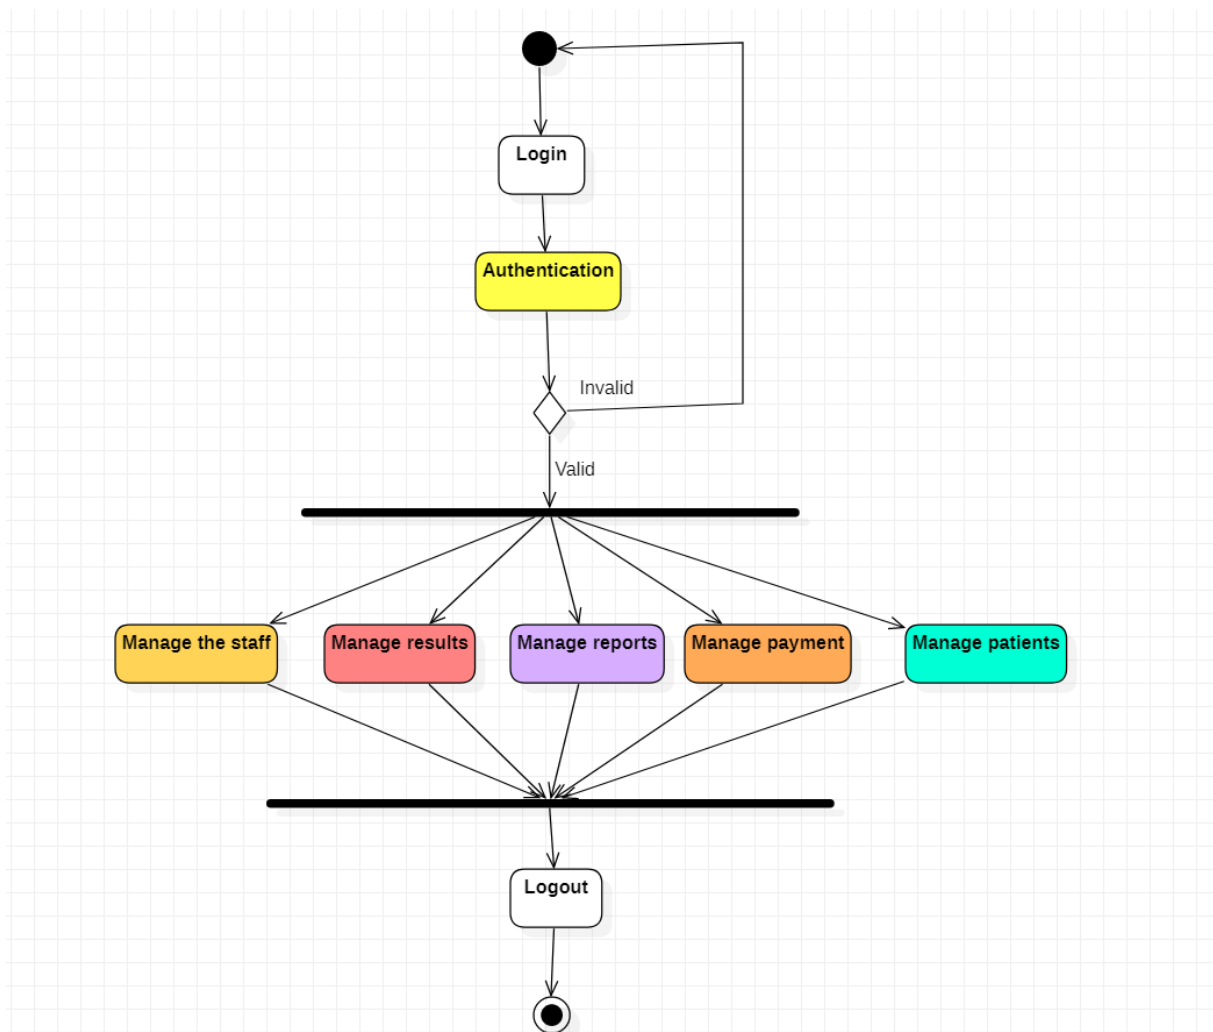 Login
Authentication
Invalid
Valid
Manage the staff
Manage results
Manage reports
Manage payment
Manage patients
Logout